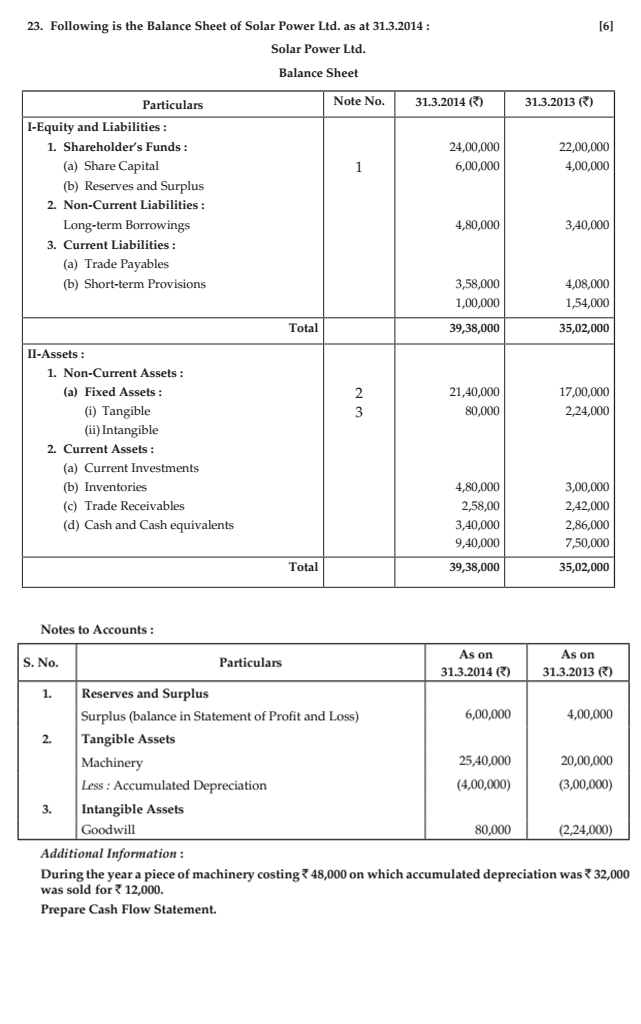 23. Following is the Balance Sheet of Solar Power Ltd. as at 31.3.2014 : [6]
Solar Power Ltd.
Balance Sheet
Particulars Note No. 31.3.2014 (₹) 31.3.2013 (₹)
I-Equity and Liabilities :
1. Shareholder's Funds : 24,00,000 22,00,000
(a) Share Capital 1 6,00,000 4,00,000
(b) Reserves and Surplus
2. Non-Current Liabilities :
Long-term Borrowings 4,80,000 3,40,000
3. Current Liabilities :
(a) Trade Payables
(b) Short-term Provisions 3,58,000 4,08,000
1,00,000 1,54,000
Total 39,38,000 35,02,000
II-Assets :
1. Non-Current Assets :
(a) Fixed Assets : 2 21,40,000 17,00,000
(i) Tangible 3 80,000 2,24,000
(ii) Intangible
2. Current Assets :
(a) Current Investments
(b) Inventories 4,80,000 3,00,000
(c) Trade Receivables 2,58,00 2,42,000
(d) Cash and Cash equivalents 3,40,000 2,86,000
9,40,000 7,50,000
Total 39,38,000 35,02,000
Notes to Accounts :
S. No. Particulars As on 31.3.2014 (₹) As on 31.3.2013 (₹)
1. Reserves and Surplus
Surplus (balance in Statement of Profit and Loss) 6,00,000 4,00,000
2. Tangible Assets
Machinery 25,40,000 20,00,000
Less : Accumulated Depreciation (4,00,000) (3,00,000)
3. Intangible Assets
Goodwill 80,000 (2,24,000)
Additional Information :
During the year a piece of machinery costing ₹ 48,000 on which accumulated depreciation was ₹ 32,000
was sold for ₹ 12,000.
Prepare Cash Flow Statement.